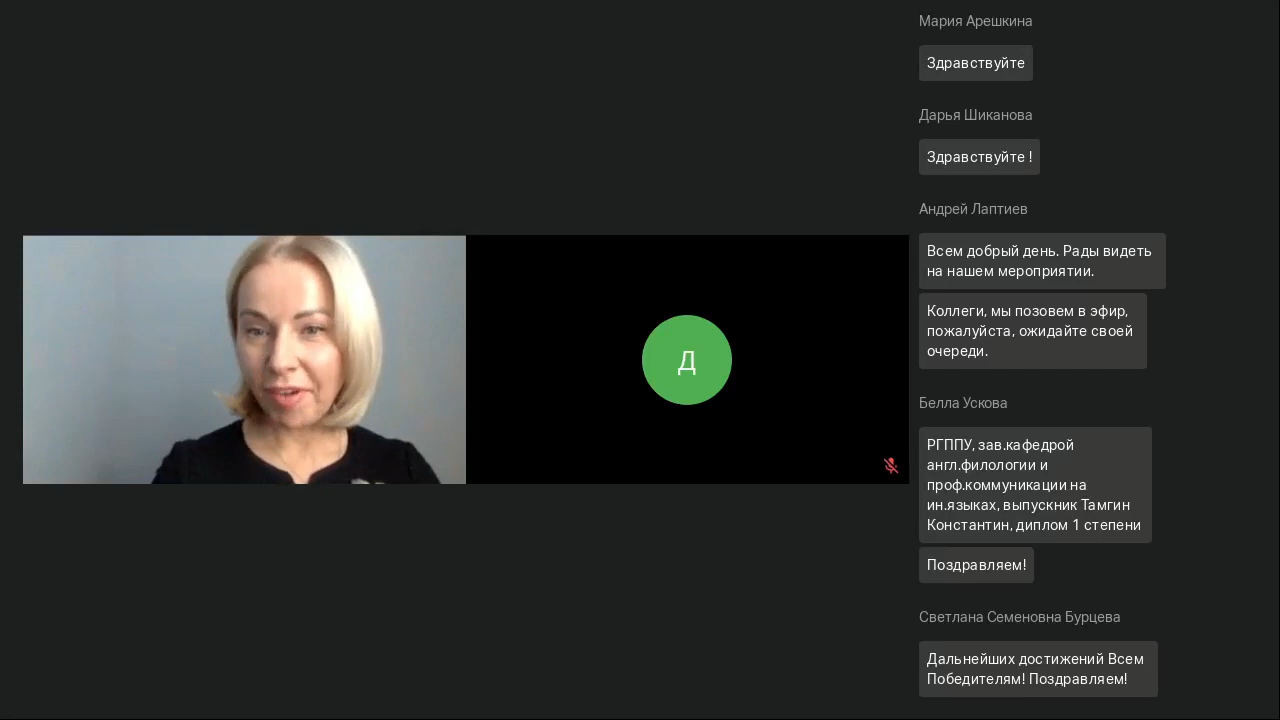 Мария Арешкина
Здравствуйте
Дарья Шиканова
Здравствуйте !
Андрей Лаптиев
Всем добрый день. Рады видеть
на нашем мероприятии.
Коллеги, мы позовем в эфир,
пожалуйста, ожидайте своей
очереди.
Белла Ускова
РГППУ, зав.кафедрой
англ.филологии и
проф.коммуникации на
ин.языках, выпускник Тамгин
Константин, диплом 1 степени
Поздравляем!
Светлана Семеновна Бурцева
Дальнейших достижений Всем
Победителям! Поздравляем!
Д